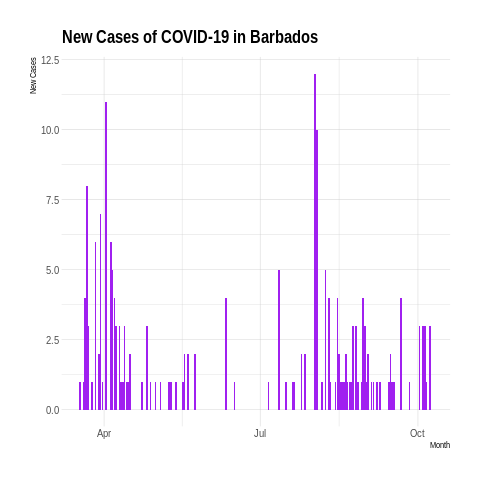 New Cases of COVID-19 in Barbados
New Cases
12.5
10.0
7.5
5.0
2.5
0.0
Apr
Jul
Oct
Month